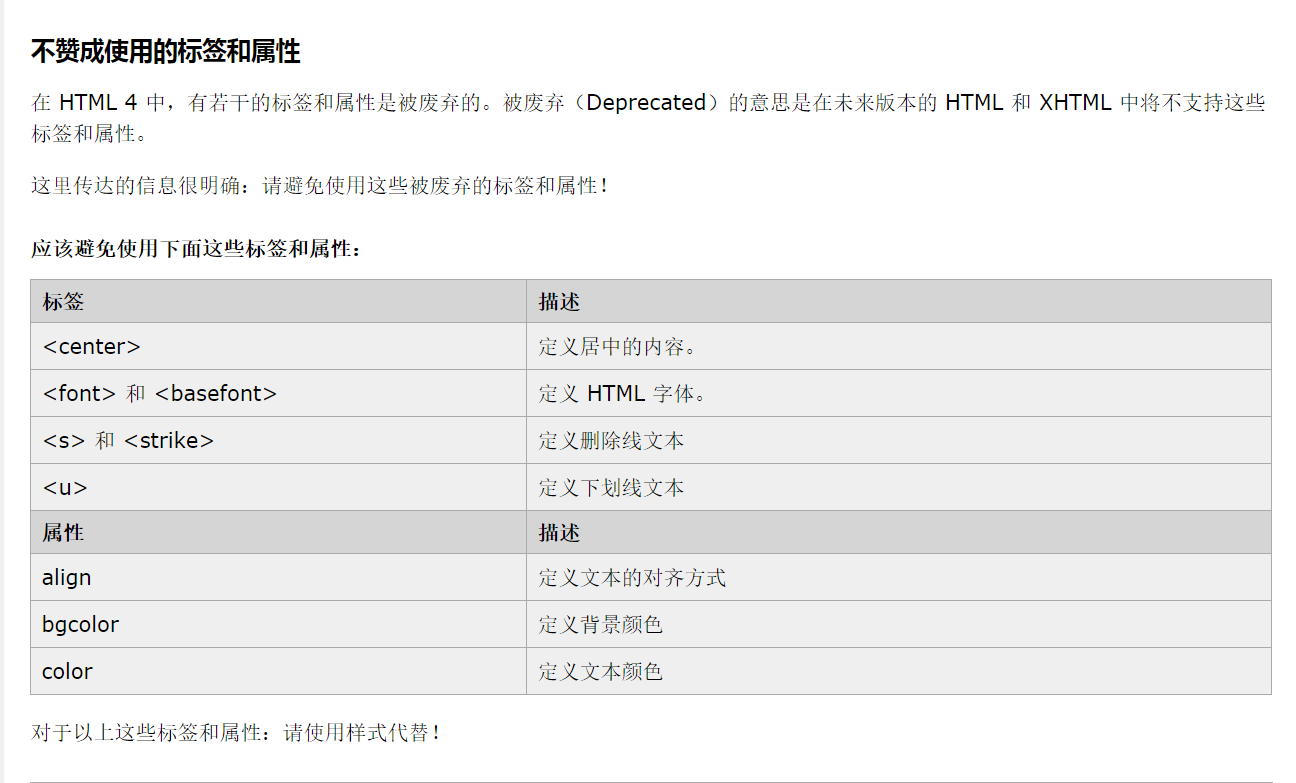 不赞成使用的标签和属性
在 HTML 4 中，有若干的标签和属性是被废弃的。被废弃（Deprecated）的意思是在未来版本的 HTML 和 XHTML 中将不支持这些
标签和属性。
这里传达的信息很明确：请避免使用这些被废弃的标签和属性！
应该避免使用下面这些标签和属性：
标签 描述
<center> 定义居中的内容。
<font> 和 <basefont> 定义 HTML 字体。
<s> 和 <strike> 定义删除线文本
<u> 定义下划线文本
属性 描述
align 定义文本的对齐方式
bgcolor 定义背景颜色
color 定义文本颜色
对于以上这些标签和属性：请使用样式代替！